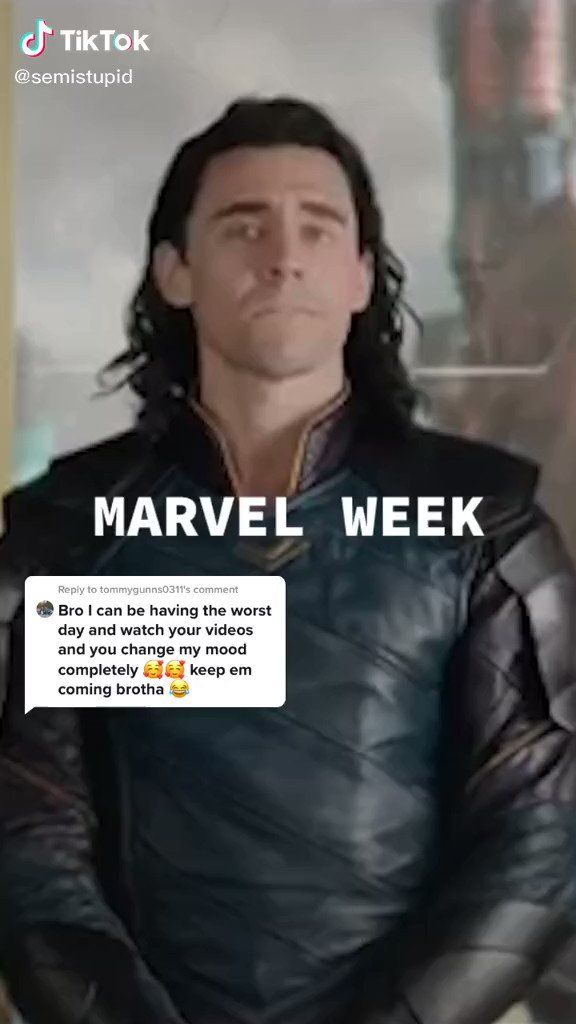 TikTok
@semistupid
MARVEL WEEK
Reply to tommygunns0311's comment
Bro I can be having the worst
day and watch your videos
and you change my mood
completely 🥰🥰 keep em
coming brotha 😂